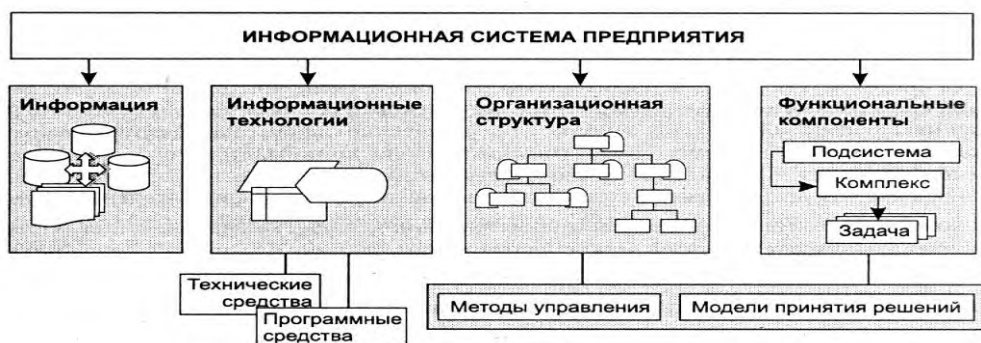 ИНФОРМАЦИОННАЯ СИСТЕМА ПРЕДПРИЯТИЯ
Информация
Информационные
технологии
Организационная
структура
Функциональные
компоненты
Подсистема
Комплекс
Задача
Технические
средства
Программные
средства
Методы управления
Модели принятия решений